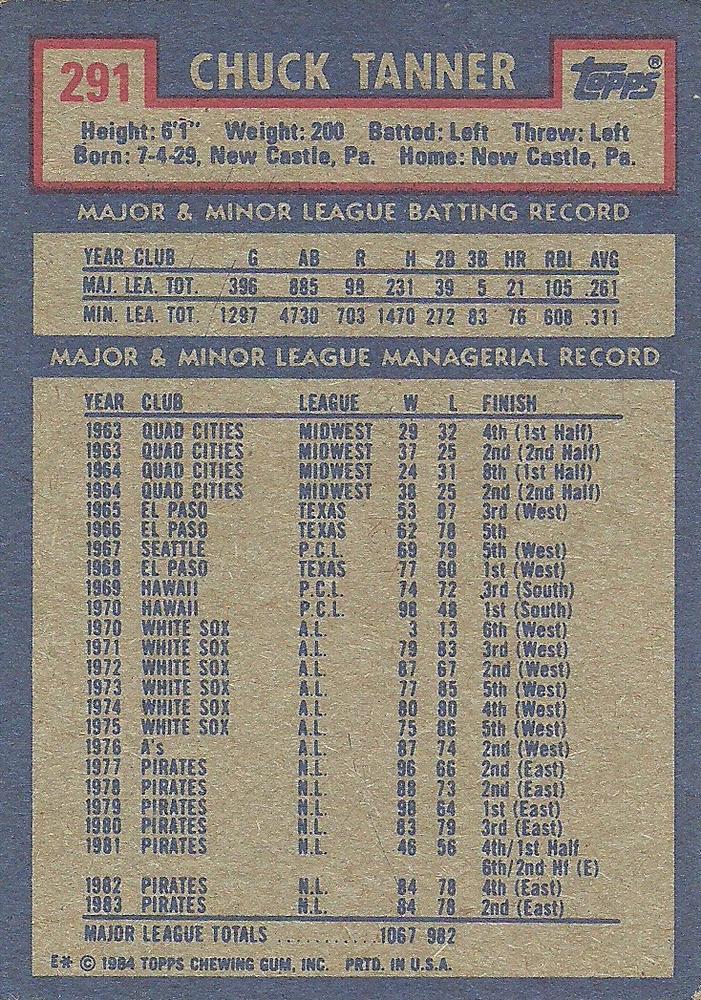 291 CHUCK TANNER topps®
Height: 6'1" Weight: 200 Batted: Left Threw: Left
Born: 7-4-29, New Castle, Pa. Home: New Castle, Pa.
MAJOR & MINOR LEAGUE BATTING RECORD
YEAR CLUB G AB R H 2B 3B HR RBI AVG
MAJ. LEA. TOT. 396 885 98 231 39 5 21 105 .261
MIN. LEA. TOT. 1297 4730 703 1470 272 83 76 608 .311
MAJOR & MINOR LEAGUE MANAGERIAL RECORD
YEAR CLUB LEAGUE W L FINISH
1963 QUAD CITIES MIDWEST 29 32 4th (1st Half)
1963 QUAD CITIES MIDWEST 37 25 2nd (2nd Half)
1964 QUAD CITIES MIDWEST 24 31 8th (1st Half)
1964 QUAD CITIES MIDWEST 38 25 2nd (2nd Half)
1965 EL PASO TEXAS 53 87 3rd (West)
1966 EL PASO TEXAS 62 78 5th
1967 SEATTLE P.C.L. 69 79 5th (West)
1968 EL PASO TEXAS 77 60 1st (West)
1969 HAWAII P.C.L. 74 72 3rd (South)
1970 HAWAII P.C.L. 98 48 1st (South)
1970 WHITE SOX A.L. 3 13 6th (West)
1971 WHITE SOX A.L. 79 83 3rd (West)
1972 WHITE SOX A.L. 87 67 2nd (West)
1973 WHITE SOX A.L. 77 85 5th (West)
1974 WHITE SOX A.L. 80 80 4th (West)
1975 WHITE SOX A.L. 75 86 5th (West)
1976 A's A.L. 87 74 2nd (West)
1977 PIRATES N.L. 96 66 2nd (East)
1978 PIRATES N.L. 88 73 2nd (East)
1979 PIRATES N.L. 98 64 1st (East)
1980 PIRATES N.L. 83 79 3rd (East)
1981 PIRATES N.L. 46 56 4th/1st Half
6th/2nd Hf (E)
1982 PIRATES N.L. 84 78 4th (East)
1983 PIRATES N.L. 84 78 2nd (East)
MAJOR LEAGUE TOTALS ...........1067 982
E* © 1984 TOPPS CHEWING GUM, INC. PRTD. IN U.S.A.